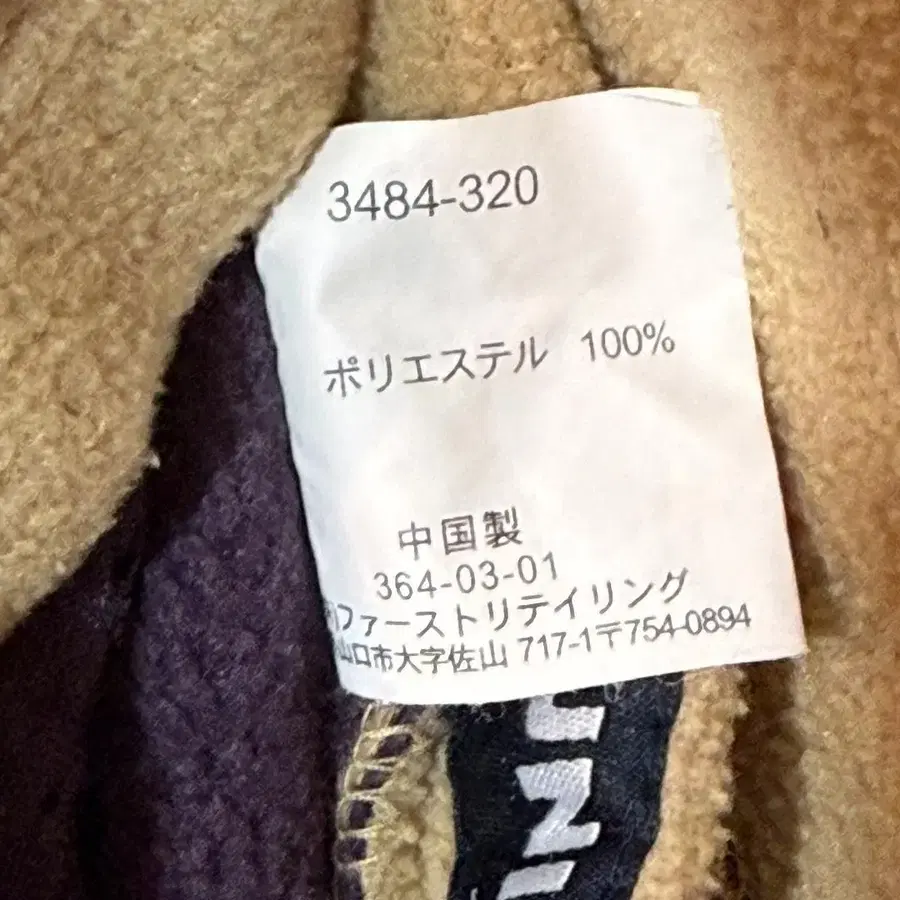 3484-320
ポリエステル 100%
中国製
364-03-01
)ファーストリテイリング
山口市大字佐山 717-1〒754-0894
UNI